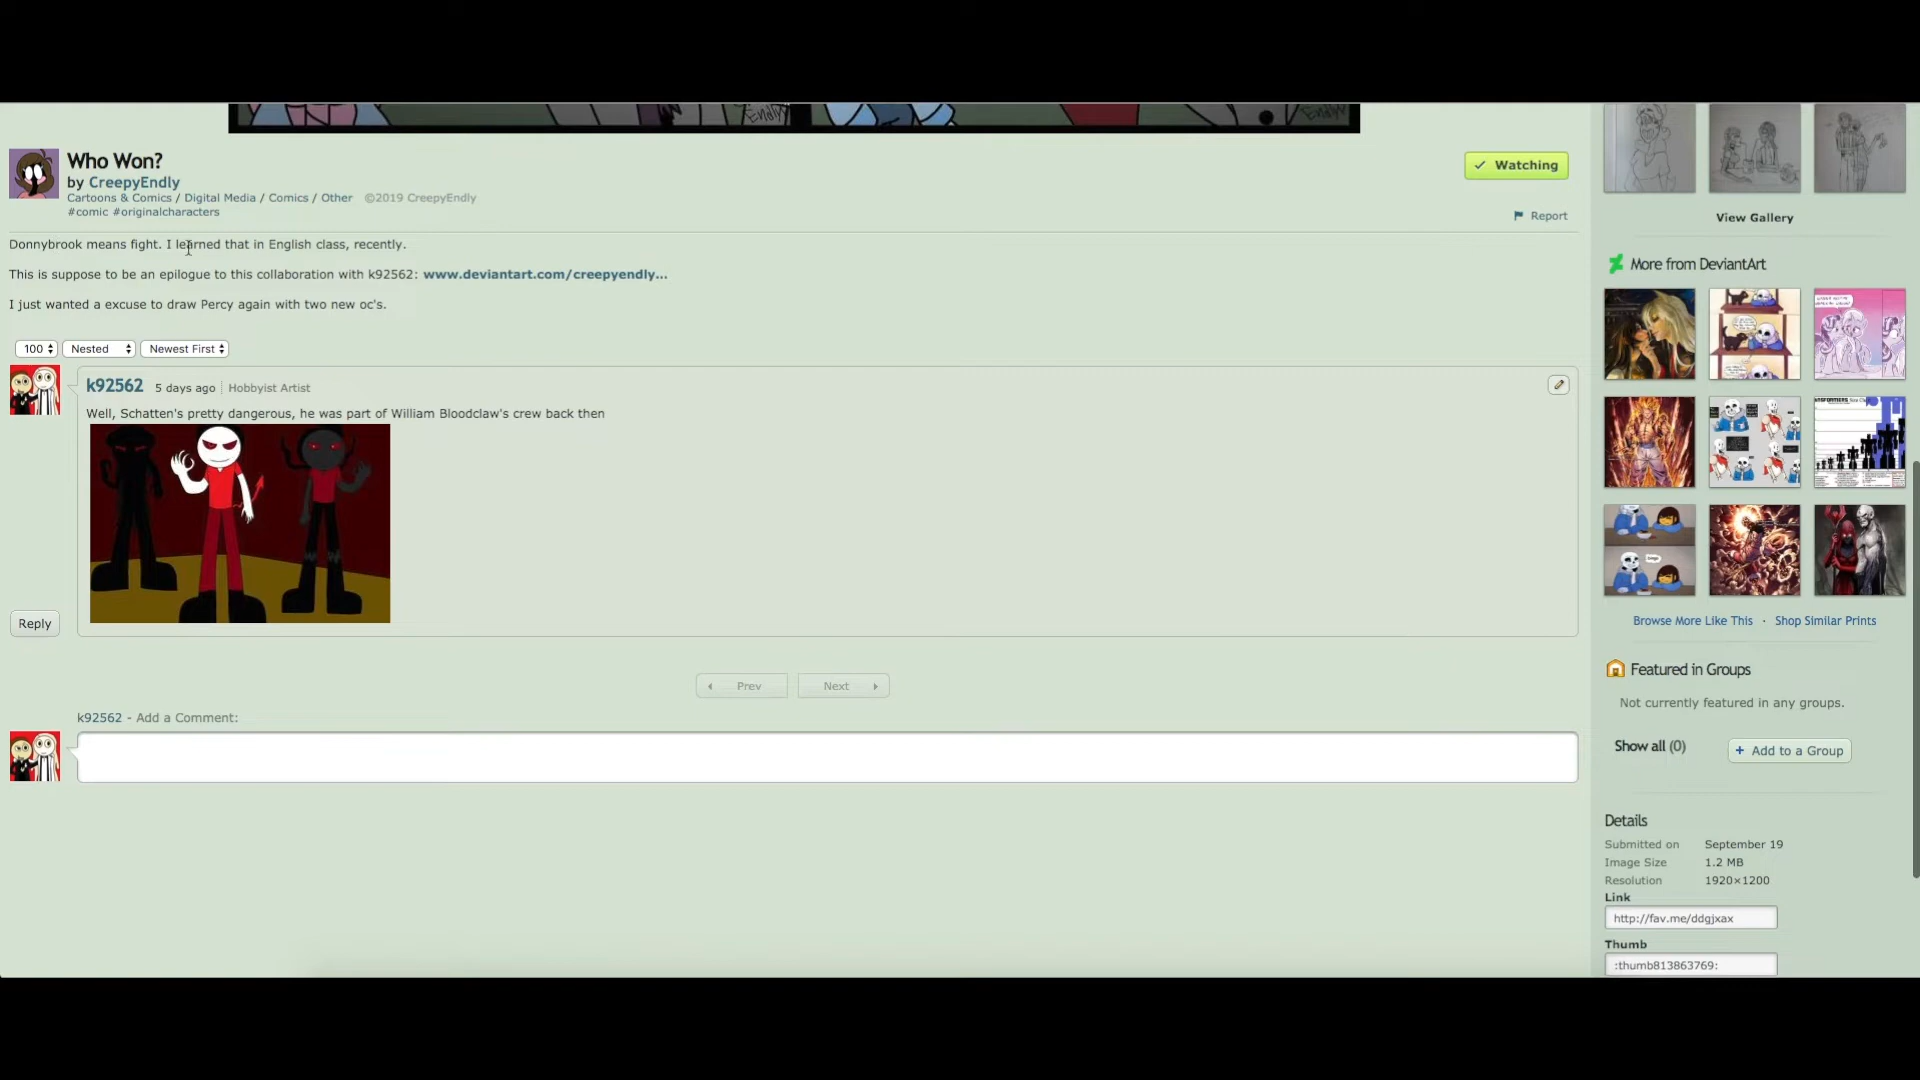 Endly
Endly
Who Won?
by CreepyEndly
Cartoons & Comics / Digital Media / Comics / Other ©2019 CreepyEndly
#comic #originalcharacters
Watching
Report
Donnybrook means fight. I learned that in English class, recently.
This is suppose to be an epilogue to this collaboration with k92562: www.deviantart.com/creepyendly...
I just wanted a excuse to draw Percy again with two new oc's.
100 Nested Newest First
k92562 5 days ago Hobbyist Artist
Well, Schatten's pretty dangerous, he was part of William Bloodclaw's crew back then
Reply
Prev Next
k92562 - Add a Comment:
View Gallery
More from DeviantArt
Browse More Like This · Shop Similar Prints
Featured in Groups
Not currently featured in any groups.
Show all (0) + Add to a Group
Details
Submitted on September 19
Image Size 1.2 MB
Resolution 1920×1200
Link
http://fav.me/ddgjxax
Thumb
:thumb813863769: